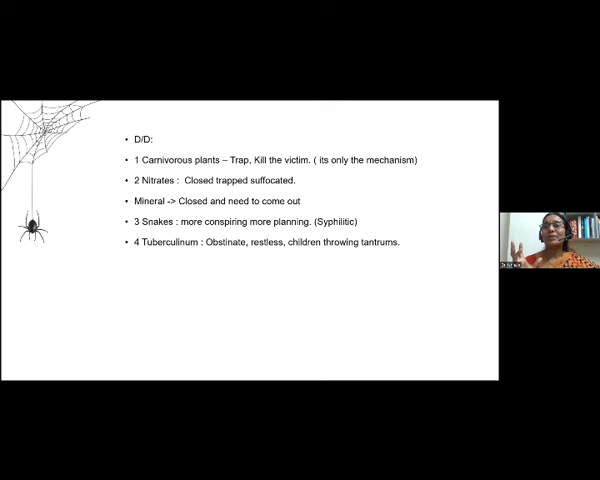 D/D:
1 Carnivorous plants – Trap, Kill the victim. ( its only the mechanism)
2 Nitrates : Closed trapped suffocated.
Mineral -> Closed and need to come out
3 Snakes : more conspiring more planning. (Syphilitic)
4 Tuberculinum : Obstinate, restless, children throwing tantrums.